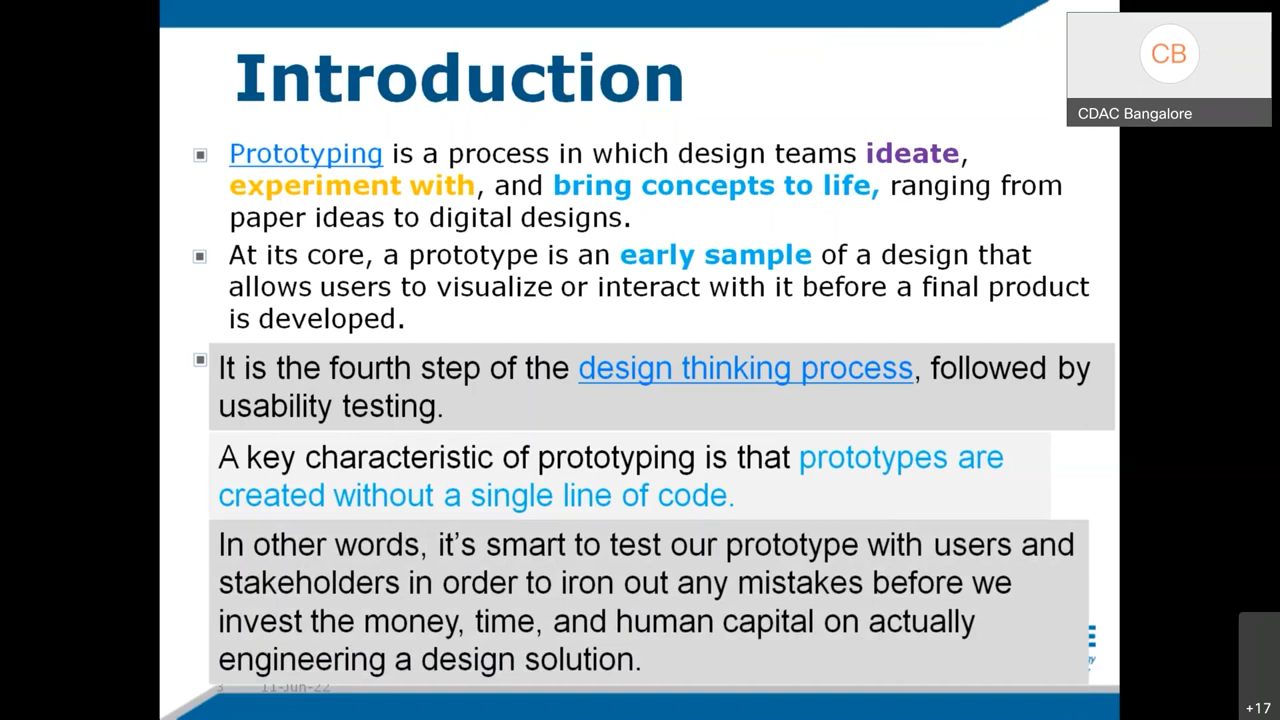 Introduction
CB
CDAC Bangalore
Prototyping is a process in which design teams ideate,
experiment with, and bring concepts to life, ranging from
paper ideas to digital designs.
At its core, a prototype is an early sample of a design that
allows users to visualize or interact with it before a final product
is developed.
It is the fourth step of the design thinking process, followed by
usability testing.
A key characteristic of prototyping is that prototypes are
created without a single line of code.
In other words, it’s smart to test our prototype with users and
stakeholders in order to iron out any mistakes before we
invest the money, time, and human capital on actually
engineering a design solution.
3 11-Jun-22
+17